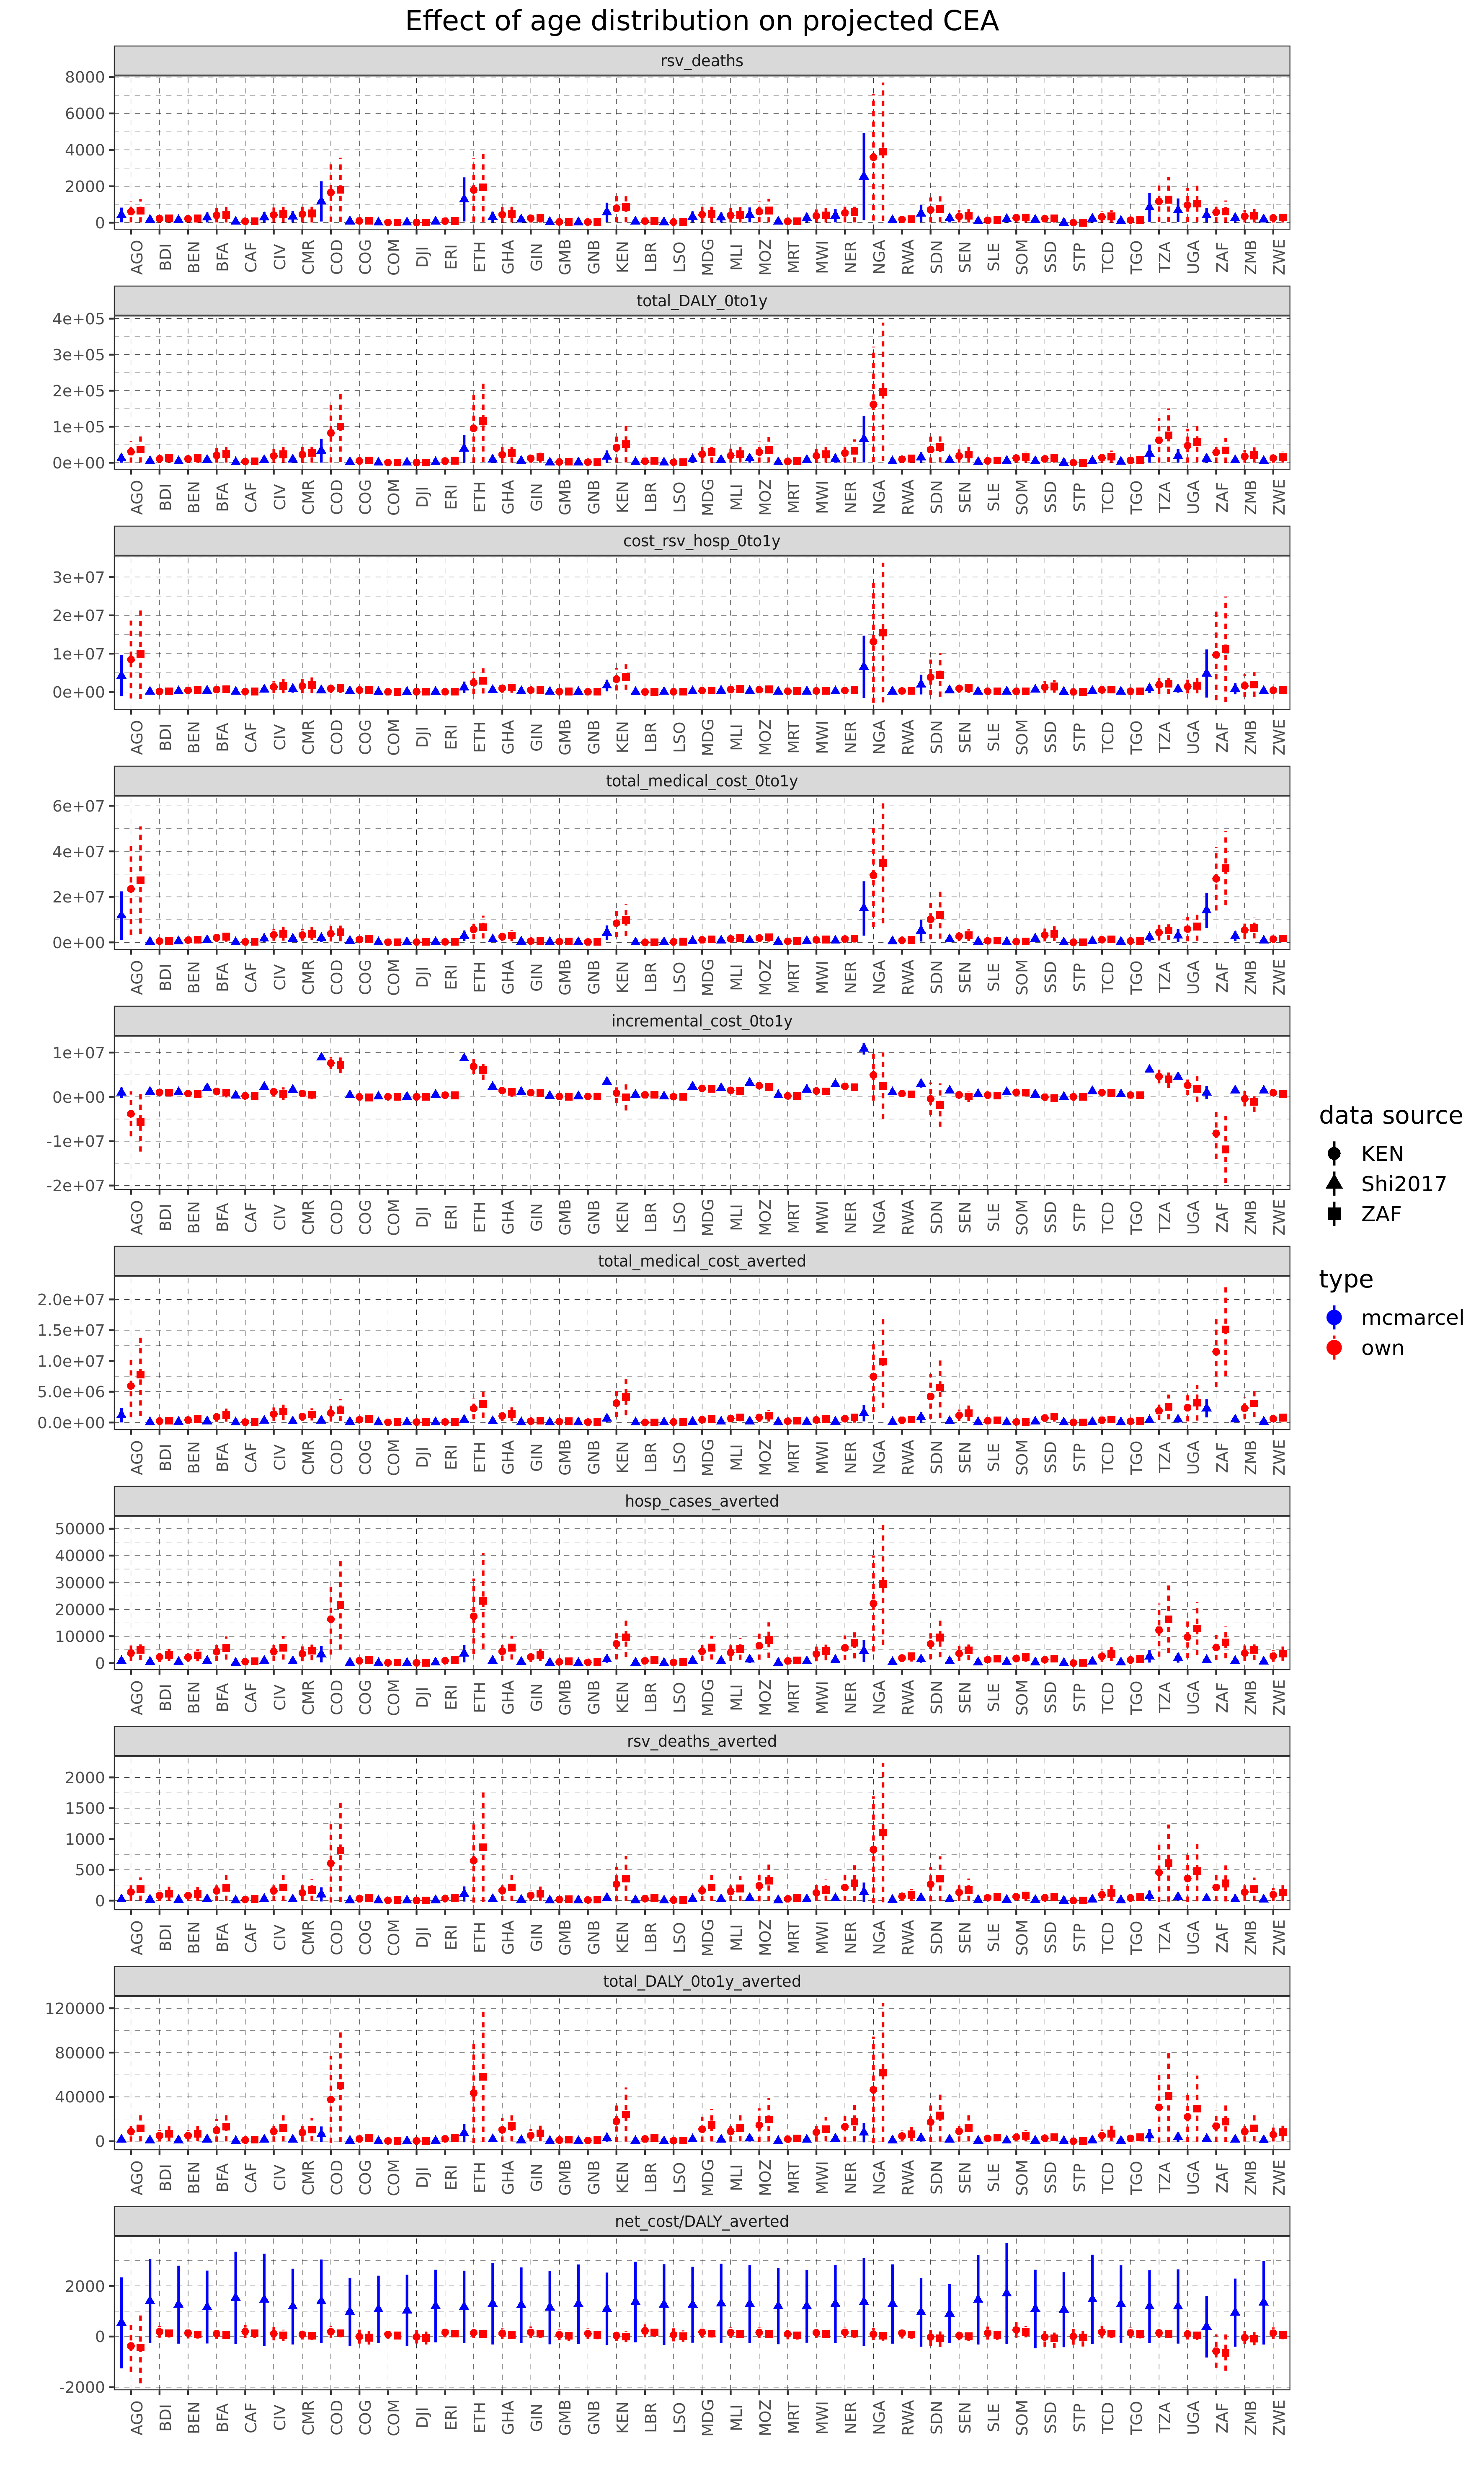 Effect of age distribution on projected CEA
rsv_deaths
8000
6000
4000
2000
0
AGO BDI BEN BFA CAF CIV CMR COD COG COM DJI ERI ETH GHA GIN GMB GNB KEN LBR LSO MDG MLI MOZ MRT MWI NER NGA RWA SDN SEN SLE SOM SSD STP TCD TGO TZA UGA ZAF ZMB ZWE
total_DALY_0to1y
4e+05
3e+05
2e+05
1e+05
0e+00
AGO BDI BEN BFA CAF CIV CMR COD COG COM DJI ERI ETH GHA GIN GMB GNB KEN LBR LSO MDG MLI MOZ MRT MWI NER NGA RWA SDN SEN SLE SOM SSD STP TCD TGO TZA UGA ZAF ZMB ZWE
cost_rsv_hosp_0to1y
3e+07
2e+07
1e+07
0e+00
AGO BDI BEN BFA CAF CIV CMR COD COG COM DJI ERI ETH GHA GIN GMB GNB KEN LBR LSO MDG MLI MOZ MRT MWI NER NGA RWA SDN SEN SLE SOM SSD STP TCD TGO TZA UGA ZAF ZMB ZWE
total_medical_cost_0to1y
6e+07
4e+07
2e+07
0e+00
AGO BDI BEN BFA CAF CIV CMR COD COG COM DJI ERI ETH GHA GIN GMB GNB KEN LBR LSO MDG MLI MOZ MRT MWI NER NGA RWA SDN SEN SLE SOM SSD STP TCD TGO TZA UGA ZAF ZMB ZWE
incremental_cost_0to1y
1e+07
0e+00
-1e+07
-2e+07
AGO BDI BEN BFA CAF CIV CMR COD COG COM DJI ERI ETH GHA GIN GMB GNB KEN LBR LSO MDG MLI MOZ MRT MWI NER NGA RWA SDN SEN SLE SOM SSD STP TCD TGO TZA UGA ZAF ZMB ZWE
total_medical_cost_averted
2.0e+07
1.5e+07
1.0e+07
5.0e+06
0.0e+00
AGO BDI BEN BFA CAF CIV CMR COD COG COM DJI ERI ETH GHA GIN GMB GNB KEN LBR LSO MDG MLI MOZ MRT MWI NER NGA RWA SDN SEN SLE SOM SSD STP TCD TGO TZA UGA ZAF ZMB ZWE
hosp_cases_averted
50000
40000
30000
20000
10000
0
AGO BDI BEN BFA CAF CIV CMR COD COG COM DJI ERI ETH GHA GIN GMB GNB KEN LBR LSO MDG MLI MOZ MRT MWI NER NGA RWA SDN SEN SLE SOM SSD STP TCD TGO TZA UGA ZAF ZMB ZWE
rsv_deaths_averted
2000
1500
1000
500
0
AGO BDI BEN BFA CAF CIV CMR COD COG COM DJI ERI ETH GHA GIN GMB GNB KEN LBR LSO MDG MLI MOZ MRT MWI NER NGA RWA SDN SEN SLE SOM SSD STP TCD TGO TZA UGA ZAF ZMB ZWE
total_DALY_0to1y_averted
120000
80000
40000
0
AGO BDI BEN BFA CAF CIV CMR COD COG COM DJI ERI ETH GHA GIN GMB GNB KEN LBR LSO MDG MLI MOZ MRT MWI NER NGA RWA SDN SEN SLE SOM SSD STP TCD TGO TZA UGA ZAF ZMB ZWE
net_cost/DALY_averted
2000
0
-2000
AGO BDI BEN BFA CAF CIV CMR COD COG COM DJI ERI ETH GHA GIN GMB GNB KEN LBR LSO MDG MLI MOZ MRT MWI NER NGA RWA SDN SEN SLE SOM SSD STP TCD TGO TZA UGA ZAF ZMB ZWE
data source
KEN
Shi2017
ZAF
type
mcmarcel
own